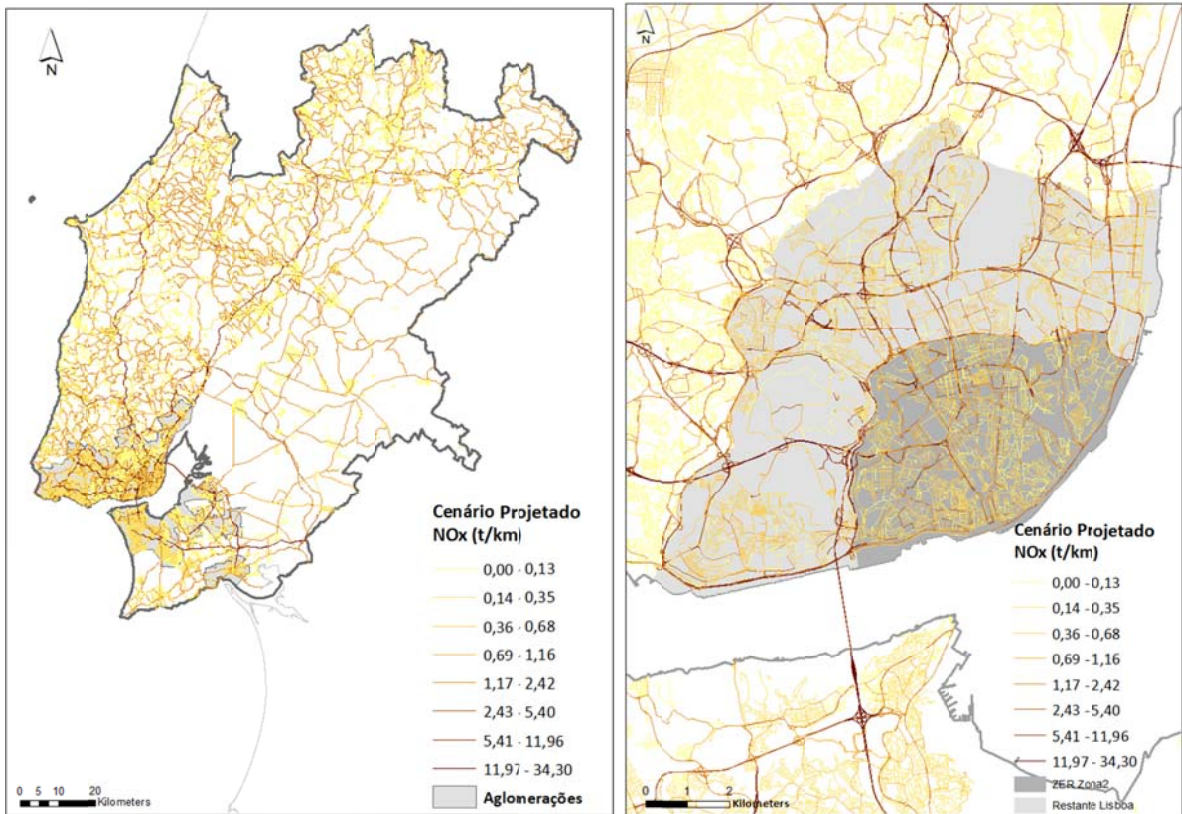 N
Cenário Projetado
NOx (t/km)
0,00 - 0,13
0,14 - 0,35
0,36 - 0,68
0,69 - 1,16
1,17 - 2,42
2,43 - 5,40
5,41 - 11,96
11,97 - 34,30
Aglomerações
0 5 10 20
Kilometers
N
Cenário Projetado
NOx (t/km)
0,00 - 0,13
0,14 - 0,35
0,36 - 0,68
0,69 - 1,16
1,17 - 2,42
2,43 - 5,40
5,41 - 11,96
11,97 - 34,30
ZER Zona2
Restante Lisboa
0 1 2
Kilometers